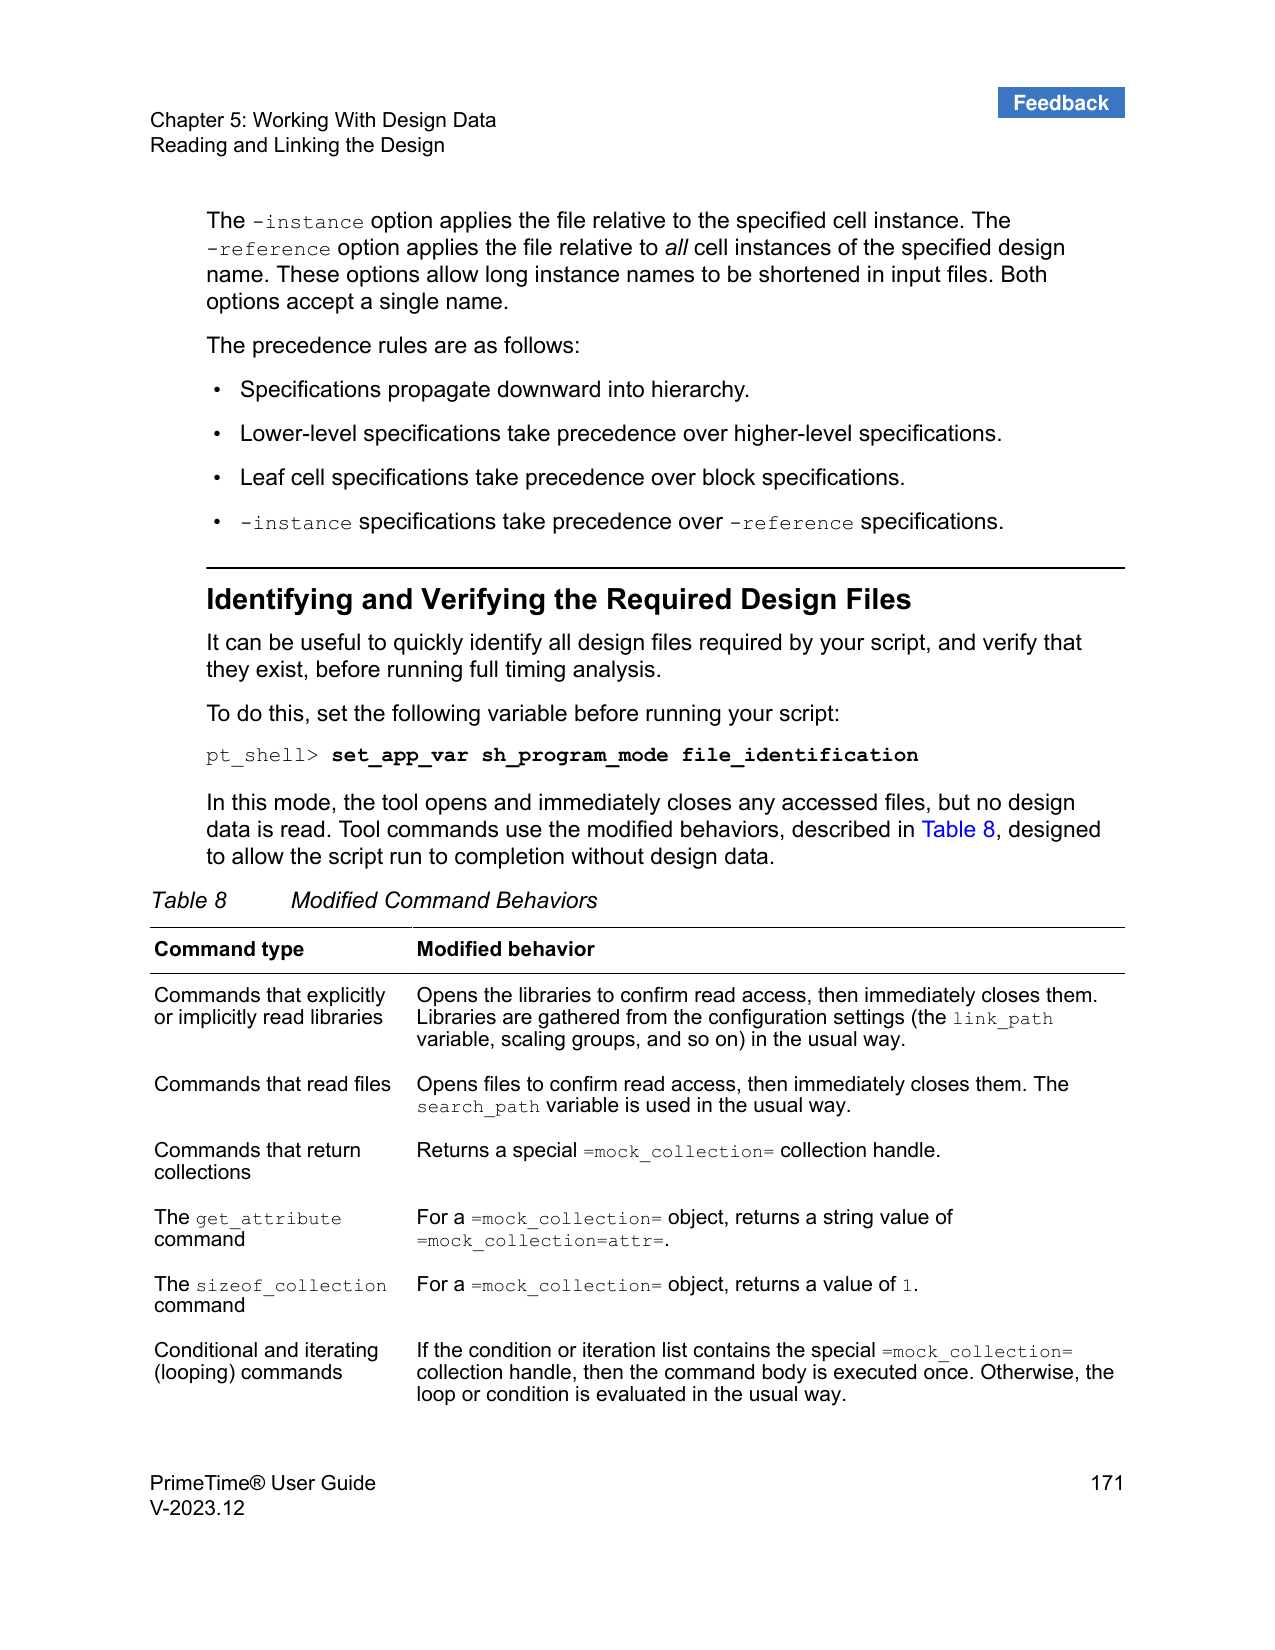 Feedback
Chapter 5: Working With Design Data
Reading and Linking the Design
The -instance option applies the file relative to the specified cell instance. The
-reference option applies the file relative to all cell instances of the specified design
name. These options allow long instance names to be shortened in input files. Both
options accept a single name.
The precedence rules are as follows:
• Specifications propagate downward into hierarchy.
• Lower-level specifications take precedence over higher-level specifications.
• Leaf cell specifications take precedence over block specifications.
• -instance specifications take precedence over -reference specifications.
Identifying and Verifying the Required Design Files
It can be useful to quickly identify all design files required by your script, and verify that
they exist, before running full timing analysis.
To do this, set the following variable before running your script:
pt_shell> set_app_var sh_program_mode file_identification
In this mode, the tool opens and immediately closes any accessed files, but no design
data is read. Tool commands use the modified behaviors, described in Table 8, designed
to allow the script run to completion without design data.
Table 8 Modified Command Behaviors
Command type Modified behavior
Commands that explicitly
or implicitly read libraries
Opens the libraries to confirm read access, then immediately closes them.
Libraries are gathered from the configuration settings (the link_path
variable, scaling groups, and so on) in the usual way.
Commands that read files
Opens files to confirm read access, then immediately closes them. The
search_path variable is used in the usual way.
Commands that return
collections
Returns a special =mock_collection= collection handle.
The get_attribute
command
For a =mock_collection= object, returns a string value of
=mock_collection=attr=.
The sizeof_collection
command
For a =mock_collection= object, returns a value of 1.
Conditional and iterating
(looping) commands
If the condition or iteration list contains the special =mock_collection=
collection handle, then the command body is executed once. Otherwise, the
loop or condition is evaluated in the usual way.
PrimeTime® User Guide 171
V-2023.12